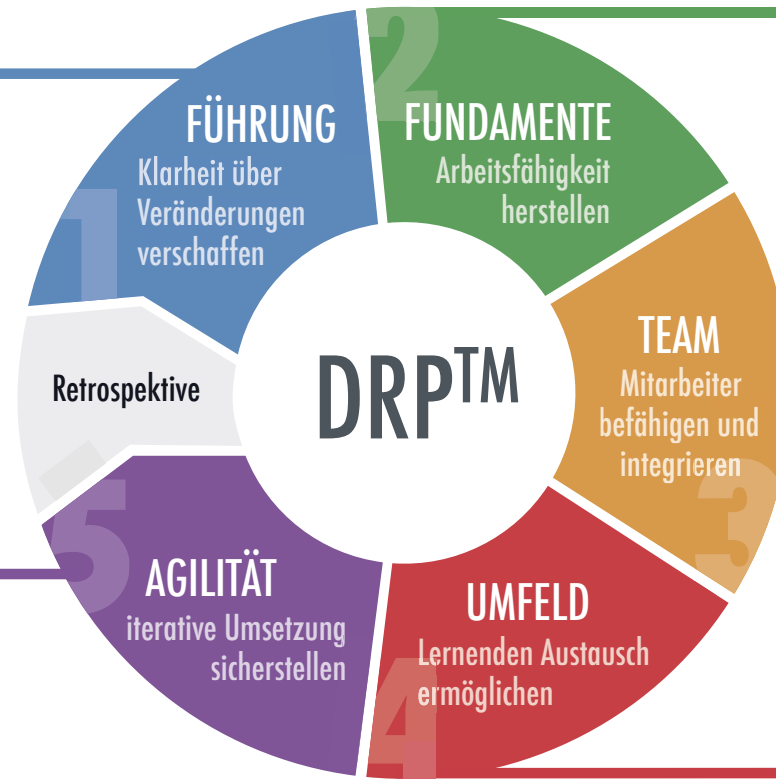 1
FÜHRUNG
Klarheit über
Veränderungen
verschaffen
2
FUNDAMENTE
Arbeitsfähigkeit
herstellen
3
TEAM
Mitarbeiter
befähigen und
integrieren
4
UMFELD
Lernenden Austausch
ermöglichen
5
AGILITÄT
iterative Umsetzung
sicherstellen
Retrospektive
DRP™